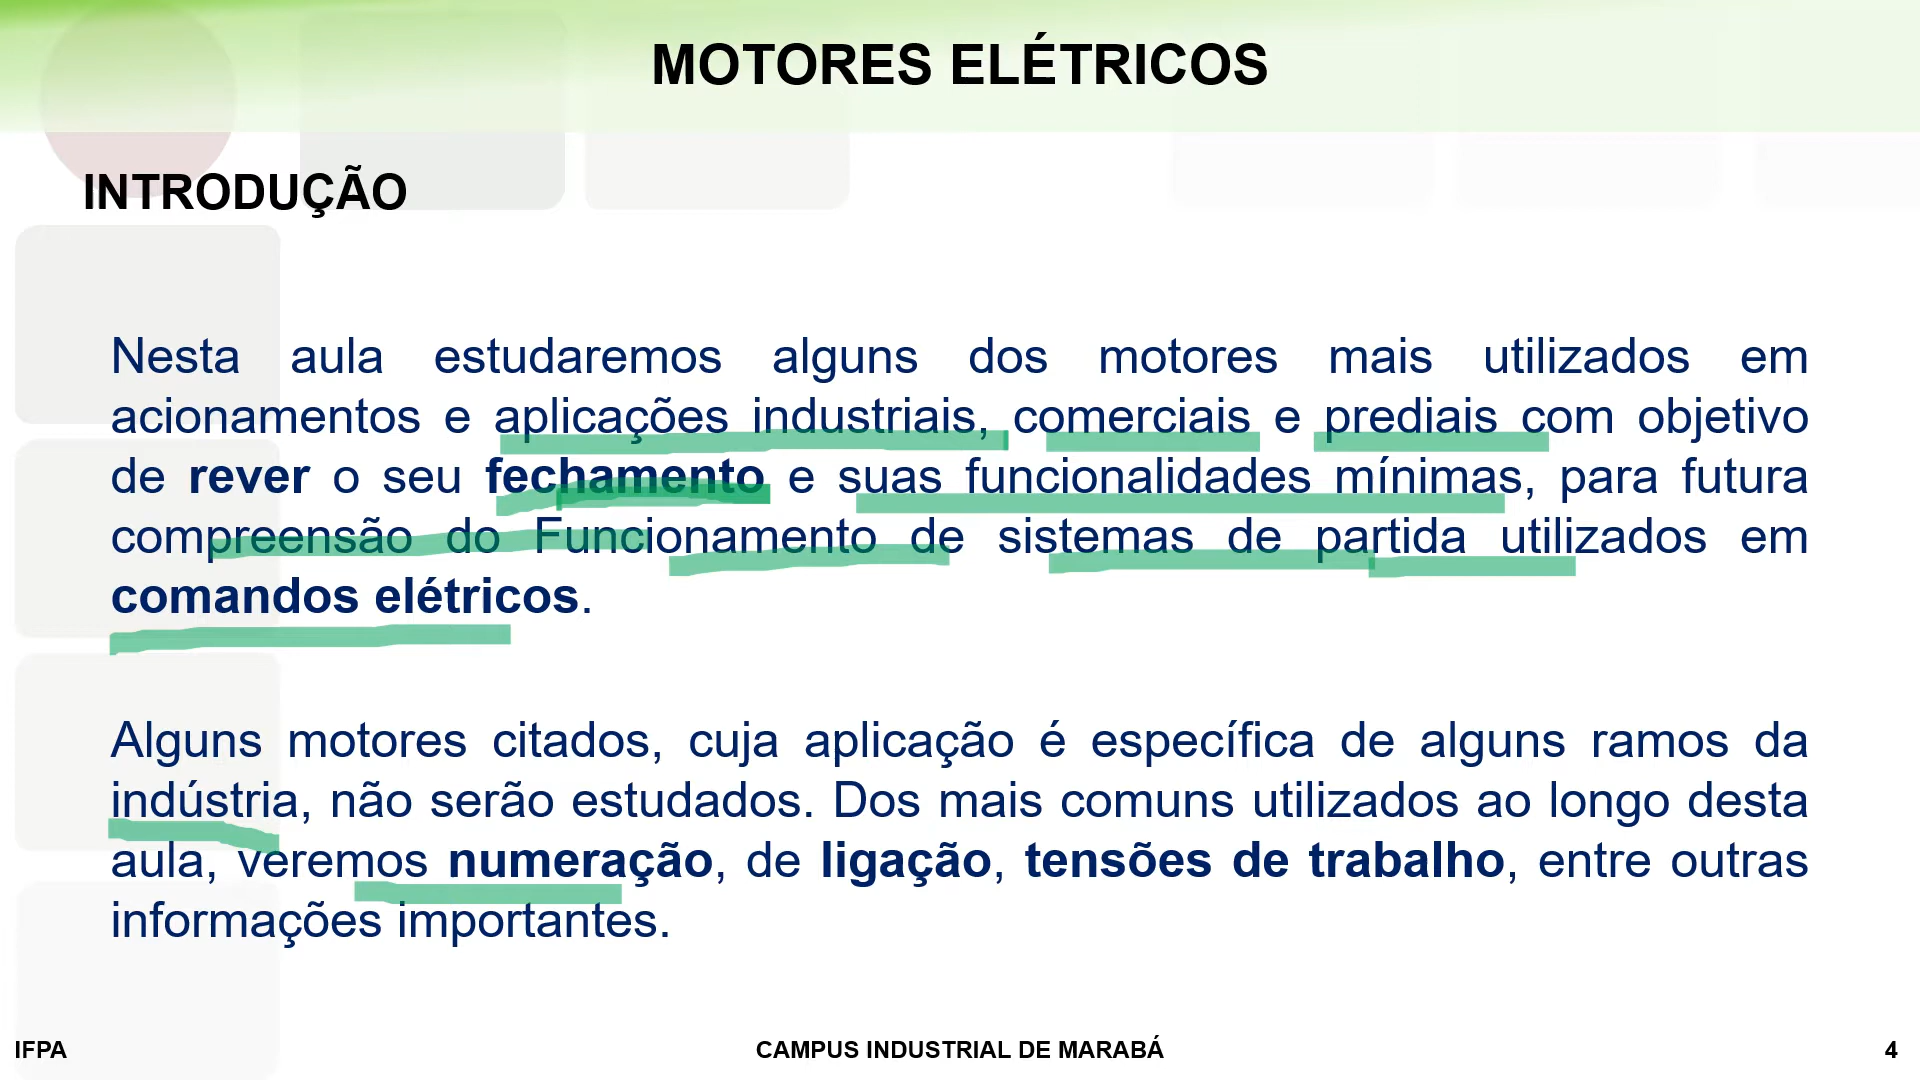 MOTORES ELÉTRICOS
INTRODUÇÃO
Nesta aula estudaremos alguns dos motores mais utilizados em
acionamentos e aplicações industriais, comerciais e prediais com objetivo
de rever o seu fechamento e suas funcionalidades mínimas, para futura
compreensão do Funcionamento de sistemas de partida utilizados em
comandos elétricos.
Alguns motores citados, cuja aplicação é específica de alguns ramos da
indústria, não serão estudados. Dos mais comuns utilizados ao longo desta
aula, veremos numeração, de ligação, tensões de trabalho, entre outras
informações importantes.
IFPA CAMPUS INDUSTRIAL DE MARABÁ 4